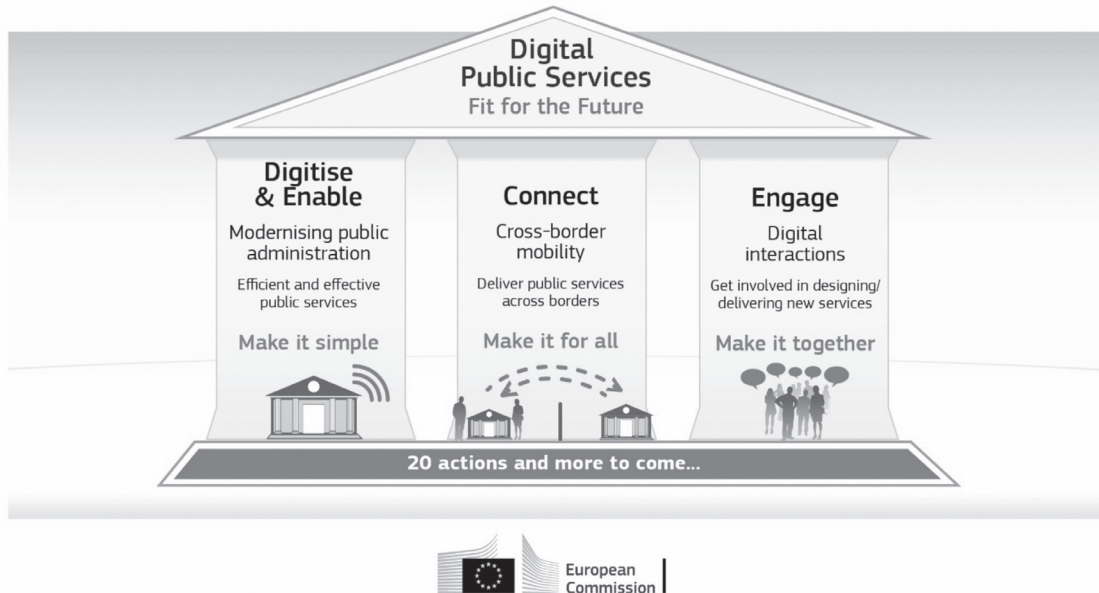 Digital
Public Services
Fit for the Future
Digitise
& Enable
Modernising public
administration
Efficient and effective
public services
Make it simple
Connect
Cross-border
mobility
Deliver public services
across borders
Make it for all
Engage
Digital
interactions
Get involved in designing/
delivering new services
Make it together
20 actions and more to come...
European
Commission